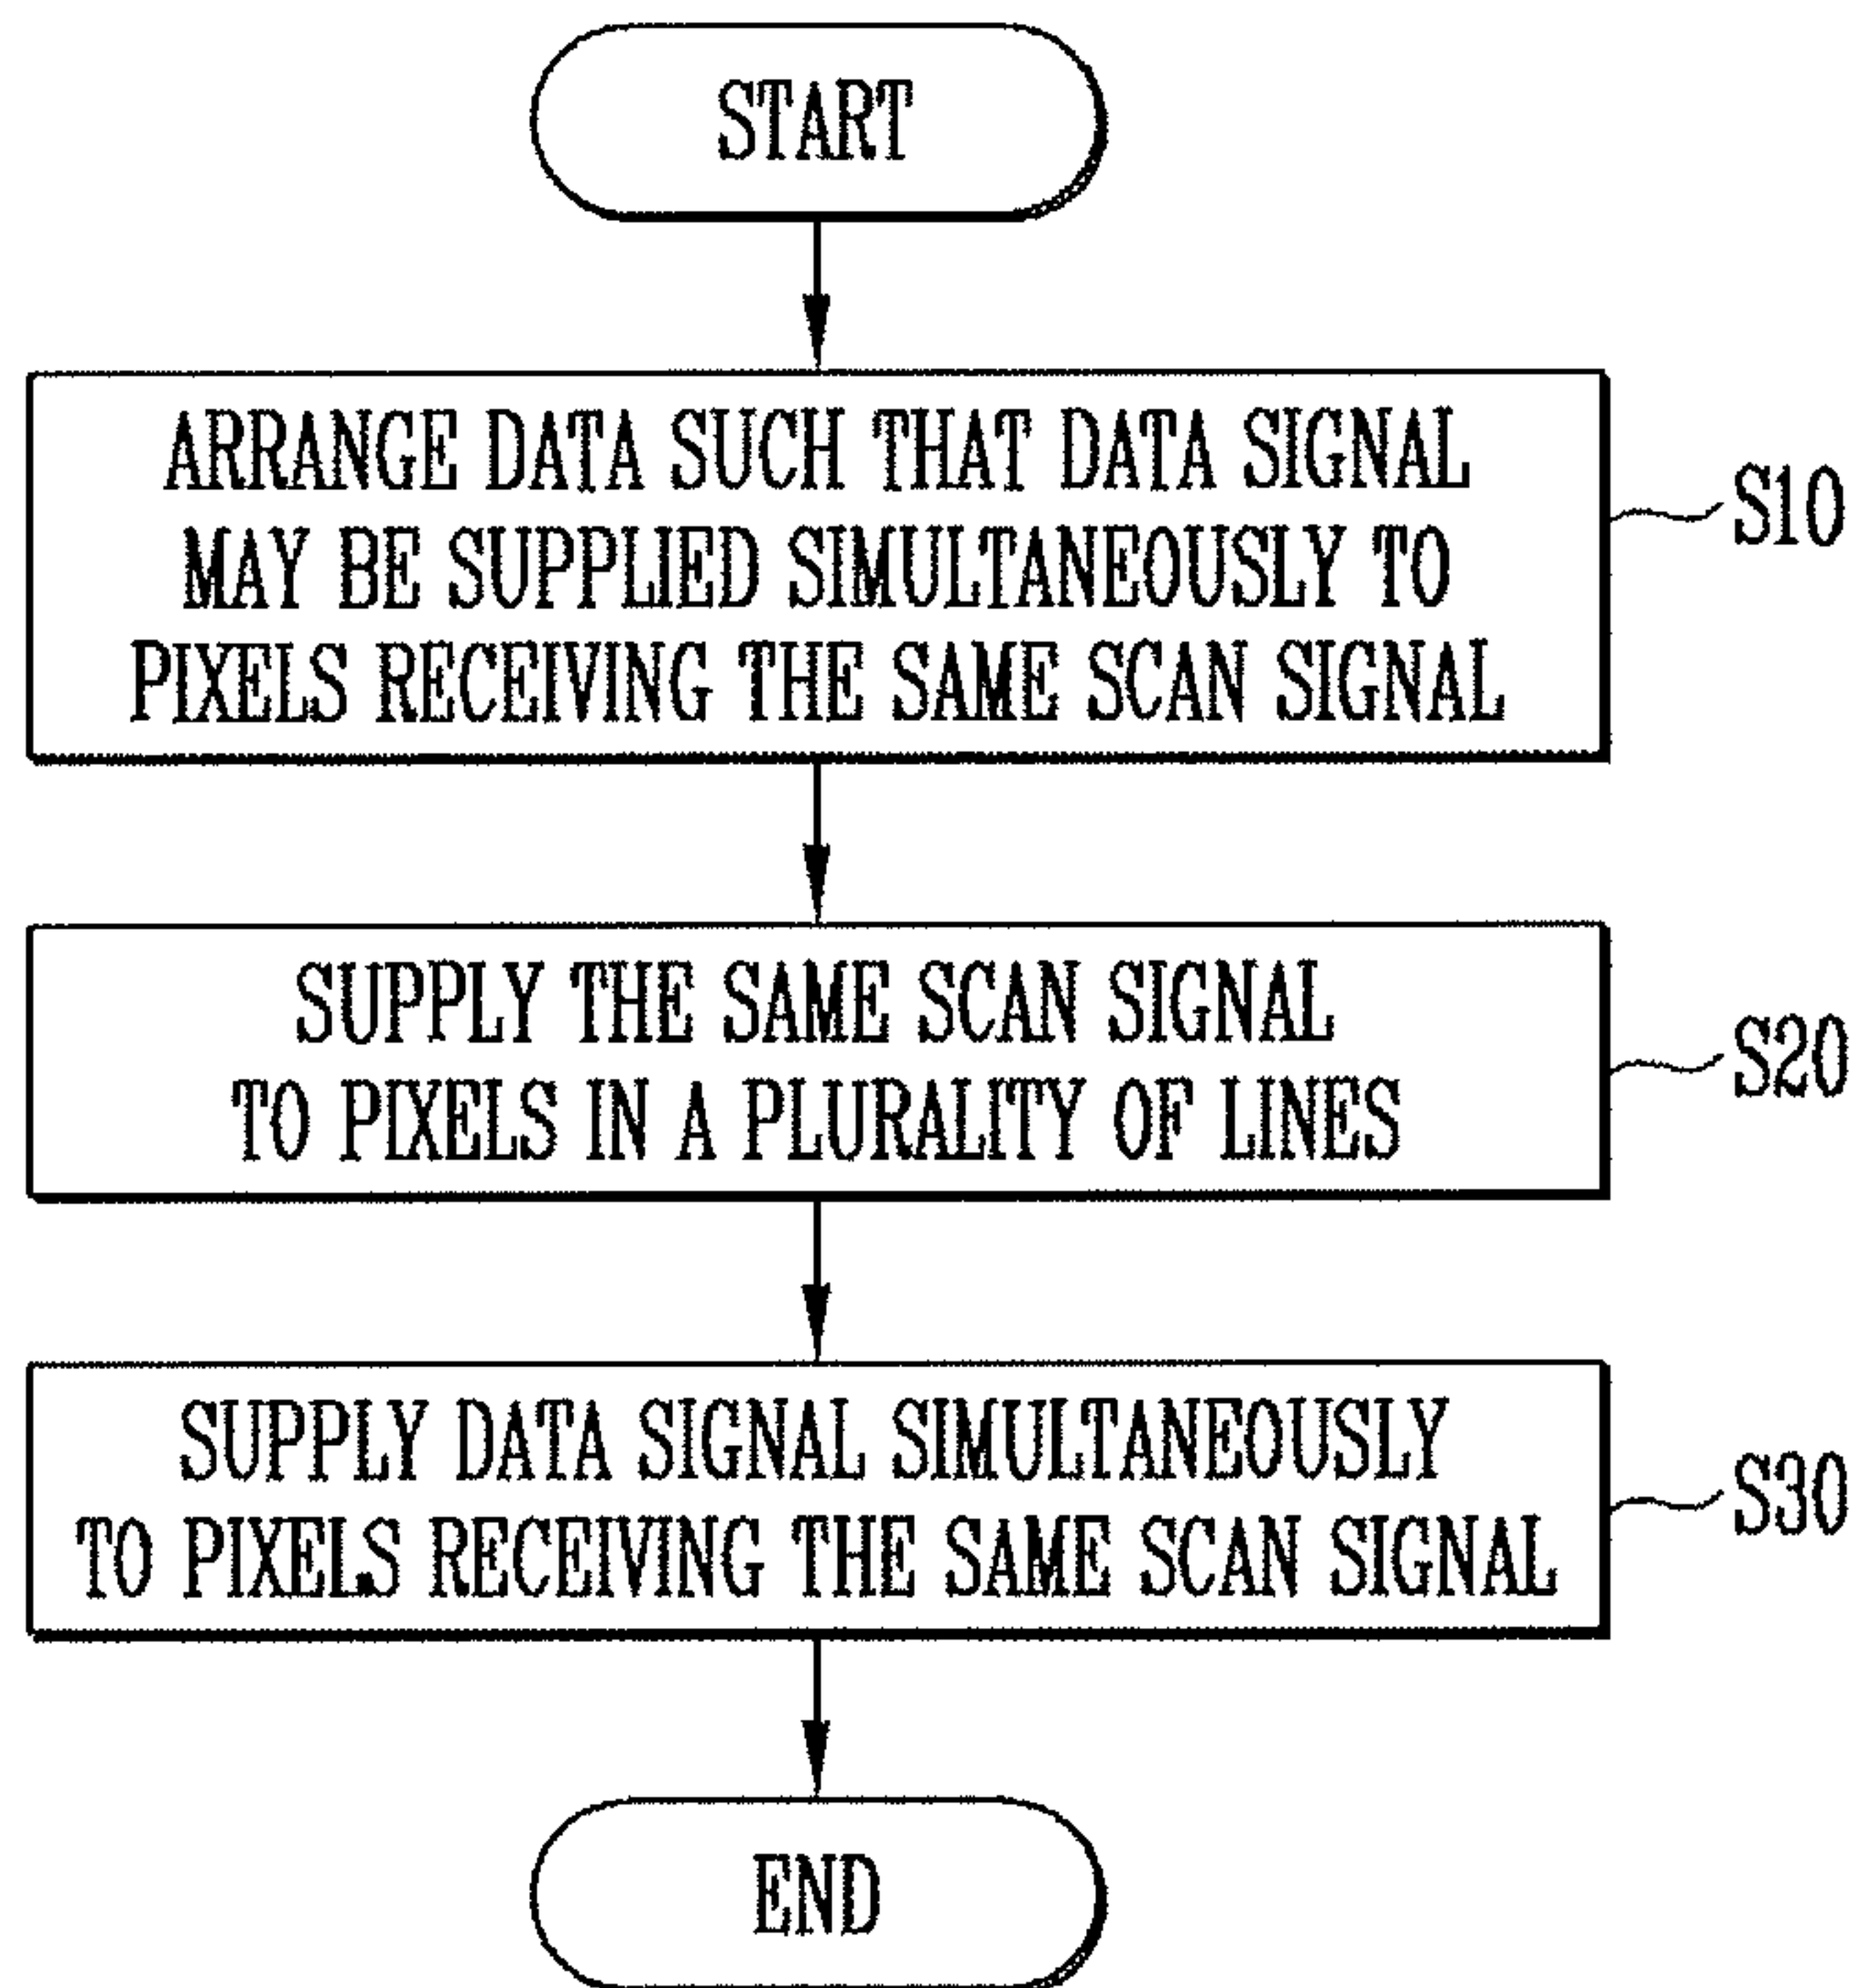 START
ARRANGE DATA SUCH THAT DATA SIGNAL
MAY BE SUPPLIED SIMULTANEOUSLY TO
PIXELS RECEIVING THE SAME SCAN SIGNAL
S10
SUPPLY THE SAME SCAN SIGNAL
TO PIXELS IN A PLURALITY OF LINES
S20
SUPPLY DATA SIGNAL SIMULTANEOUSLY
TO PIXELS RECEIVING THE SAME SCAN SIGNAL
S30
END